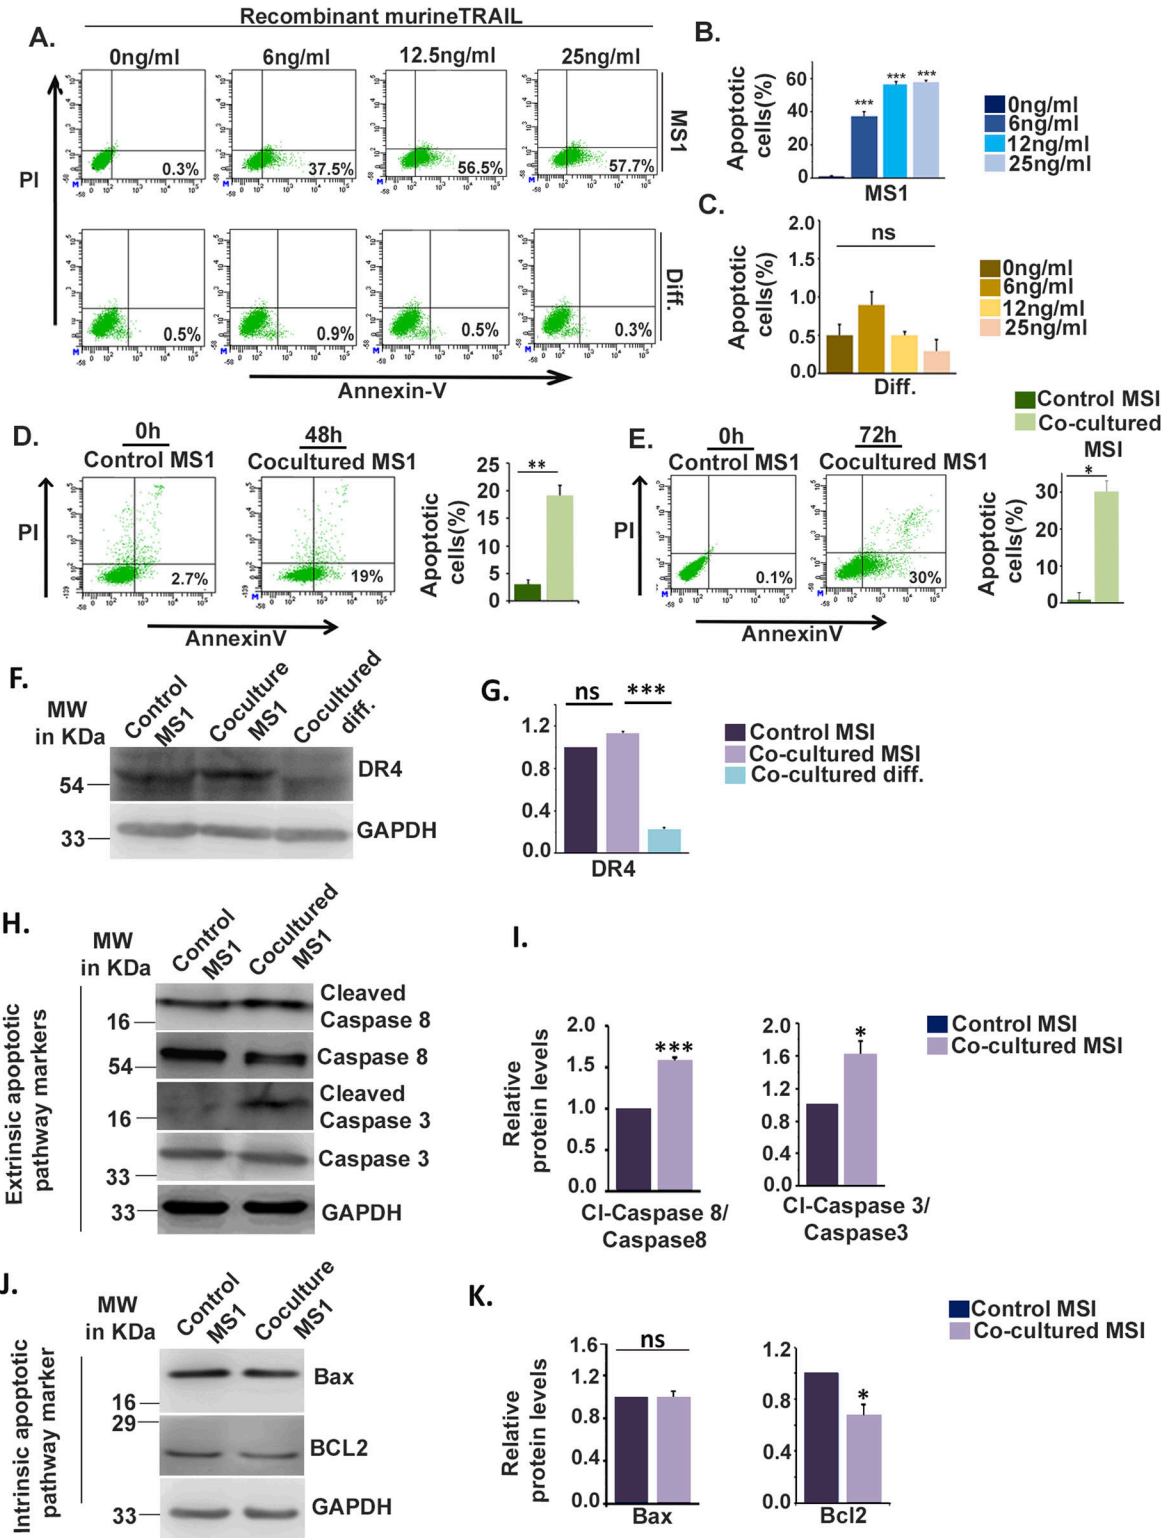 Recombinant murineTRAIL
A.
0ng/ml 6ng/ml 12.5ng/ml 25ng/ml
0.3% 37.5% 56.5% 57.7%
MS1
PI
0.5% 0.9% 0.5% 0.3%
Diff.
Annexin-V
B.
Apoptotic
cells(%)
60
40
20
0
*** *** ***
MS1
0ng/ml
6ng/ml
12ng/ml
25ng/ml
C.
Apoptotic
cells(%)
2.0
1.5
1.0
0.5
0.0
ns
Diff.
0ng/ml
6ng/ml
12ng/ml
25ng/ml
Control MSI
Co-cultured
MSI
D.
0h 48h
Control MS1 Cocultured MS1
PI
2.7% 19%
AnnexinV
Apoptotic
cells(%)
25
20
15
10
5
0
**
E.
0h 72h
Control MS1 Cocultured MS1
PI
0.1% 30%
AnnexinV
Apoptotic
cells(%)
30
20
10
0
*
F.
MW
in KDa
Control
MS1
Coculture
MS1
Cocultured
diff.
54
DR4
33
GAPDH
G.
ns ***
1.2
0.8
0.4
0.0
DR4
Control MSI
Co-cultured MSI
Co-cultured diff.
H.
MW
in KDa
Control
MS1
Cocultured
MS1
Extrinsic apoptotic
pathway markers
Cleaved
Caspase 8
16
Caspase 8
54
Cleaved
Caspase 3
16
Caspase 3
33
33
GAPDH
I.
Relative
protein levels
2.0
1.5
1.0
0.5
0.0
***
Cl-Caspase 8/
Caspase8
2.0
1.6
1.2
0.8
0.4
0.0
*
Cl-Caspase 3/
Caspase3
Control MSI
Co-cultured MSI
J.
MW
in KDa
Control
MS1
Coculture
MS1
Intrinsic apoptotic
pathway marker
Bax
16
29
BCL2
33
GAPDH
K.
Relative
protein levels
1.6
1.2
0.8
0.4
0.0
ns
Bax
1.2
0.8
0.4
0.0
*
Bcl2
Control MSI
Co-cultured MSI